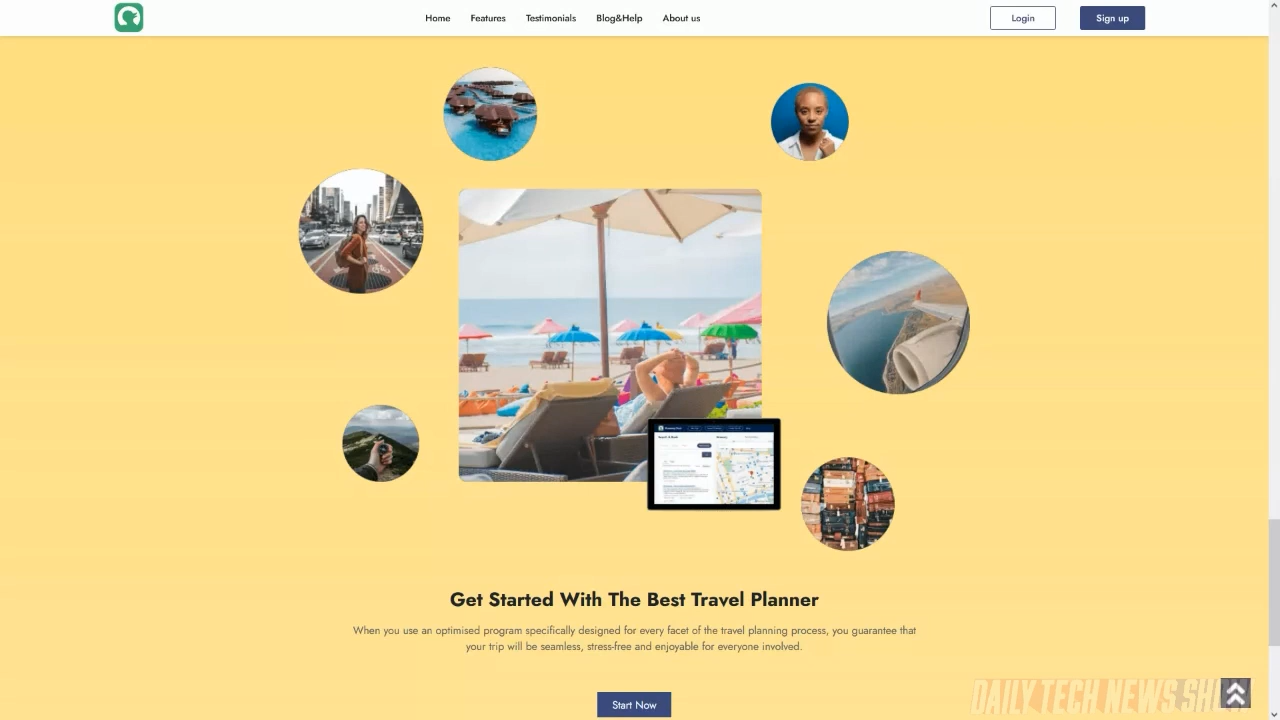 Home Features Testimonials Blog&Help About us Login Sign up
Get Started With The Best Travel Planner
When you use an optimised program specifically designed for every facet of the travel planning process, you guarantee that
your trip will be seamless, stress-free and enjoyable for everyone involved.
Start Now
DAILY TECH NEWS SHOW